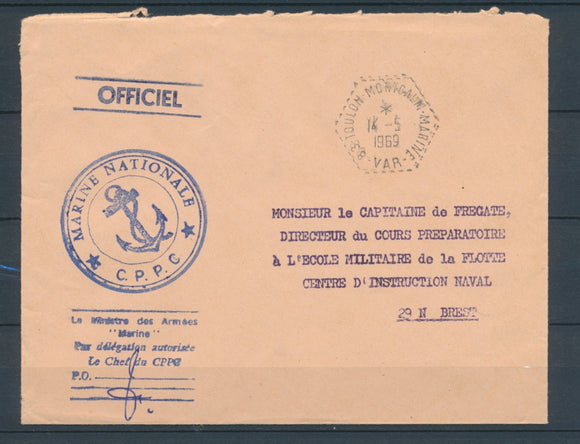 OFFICIEL
83 TOULON-MONTCALM-MARINE
*
14-5
1969
VAR
MARINE NATIONALE
C.P.P.C
MONSIEUR le CAPITAINE de FREGATE,
DIRECTEUR du COURS PREPARATOIRE
à L'ECOLE MILITAIRE de la FLOTTE
CENTRE D'INSTRUCTION NAVAL
29 N BREST
Le Ministre des Armées
"Marine"
Par délégation autorisée
Le Chef du CPPC
P.O.